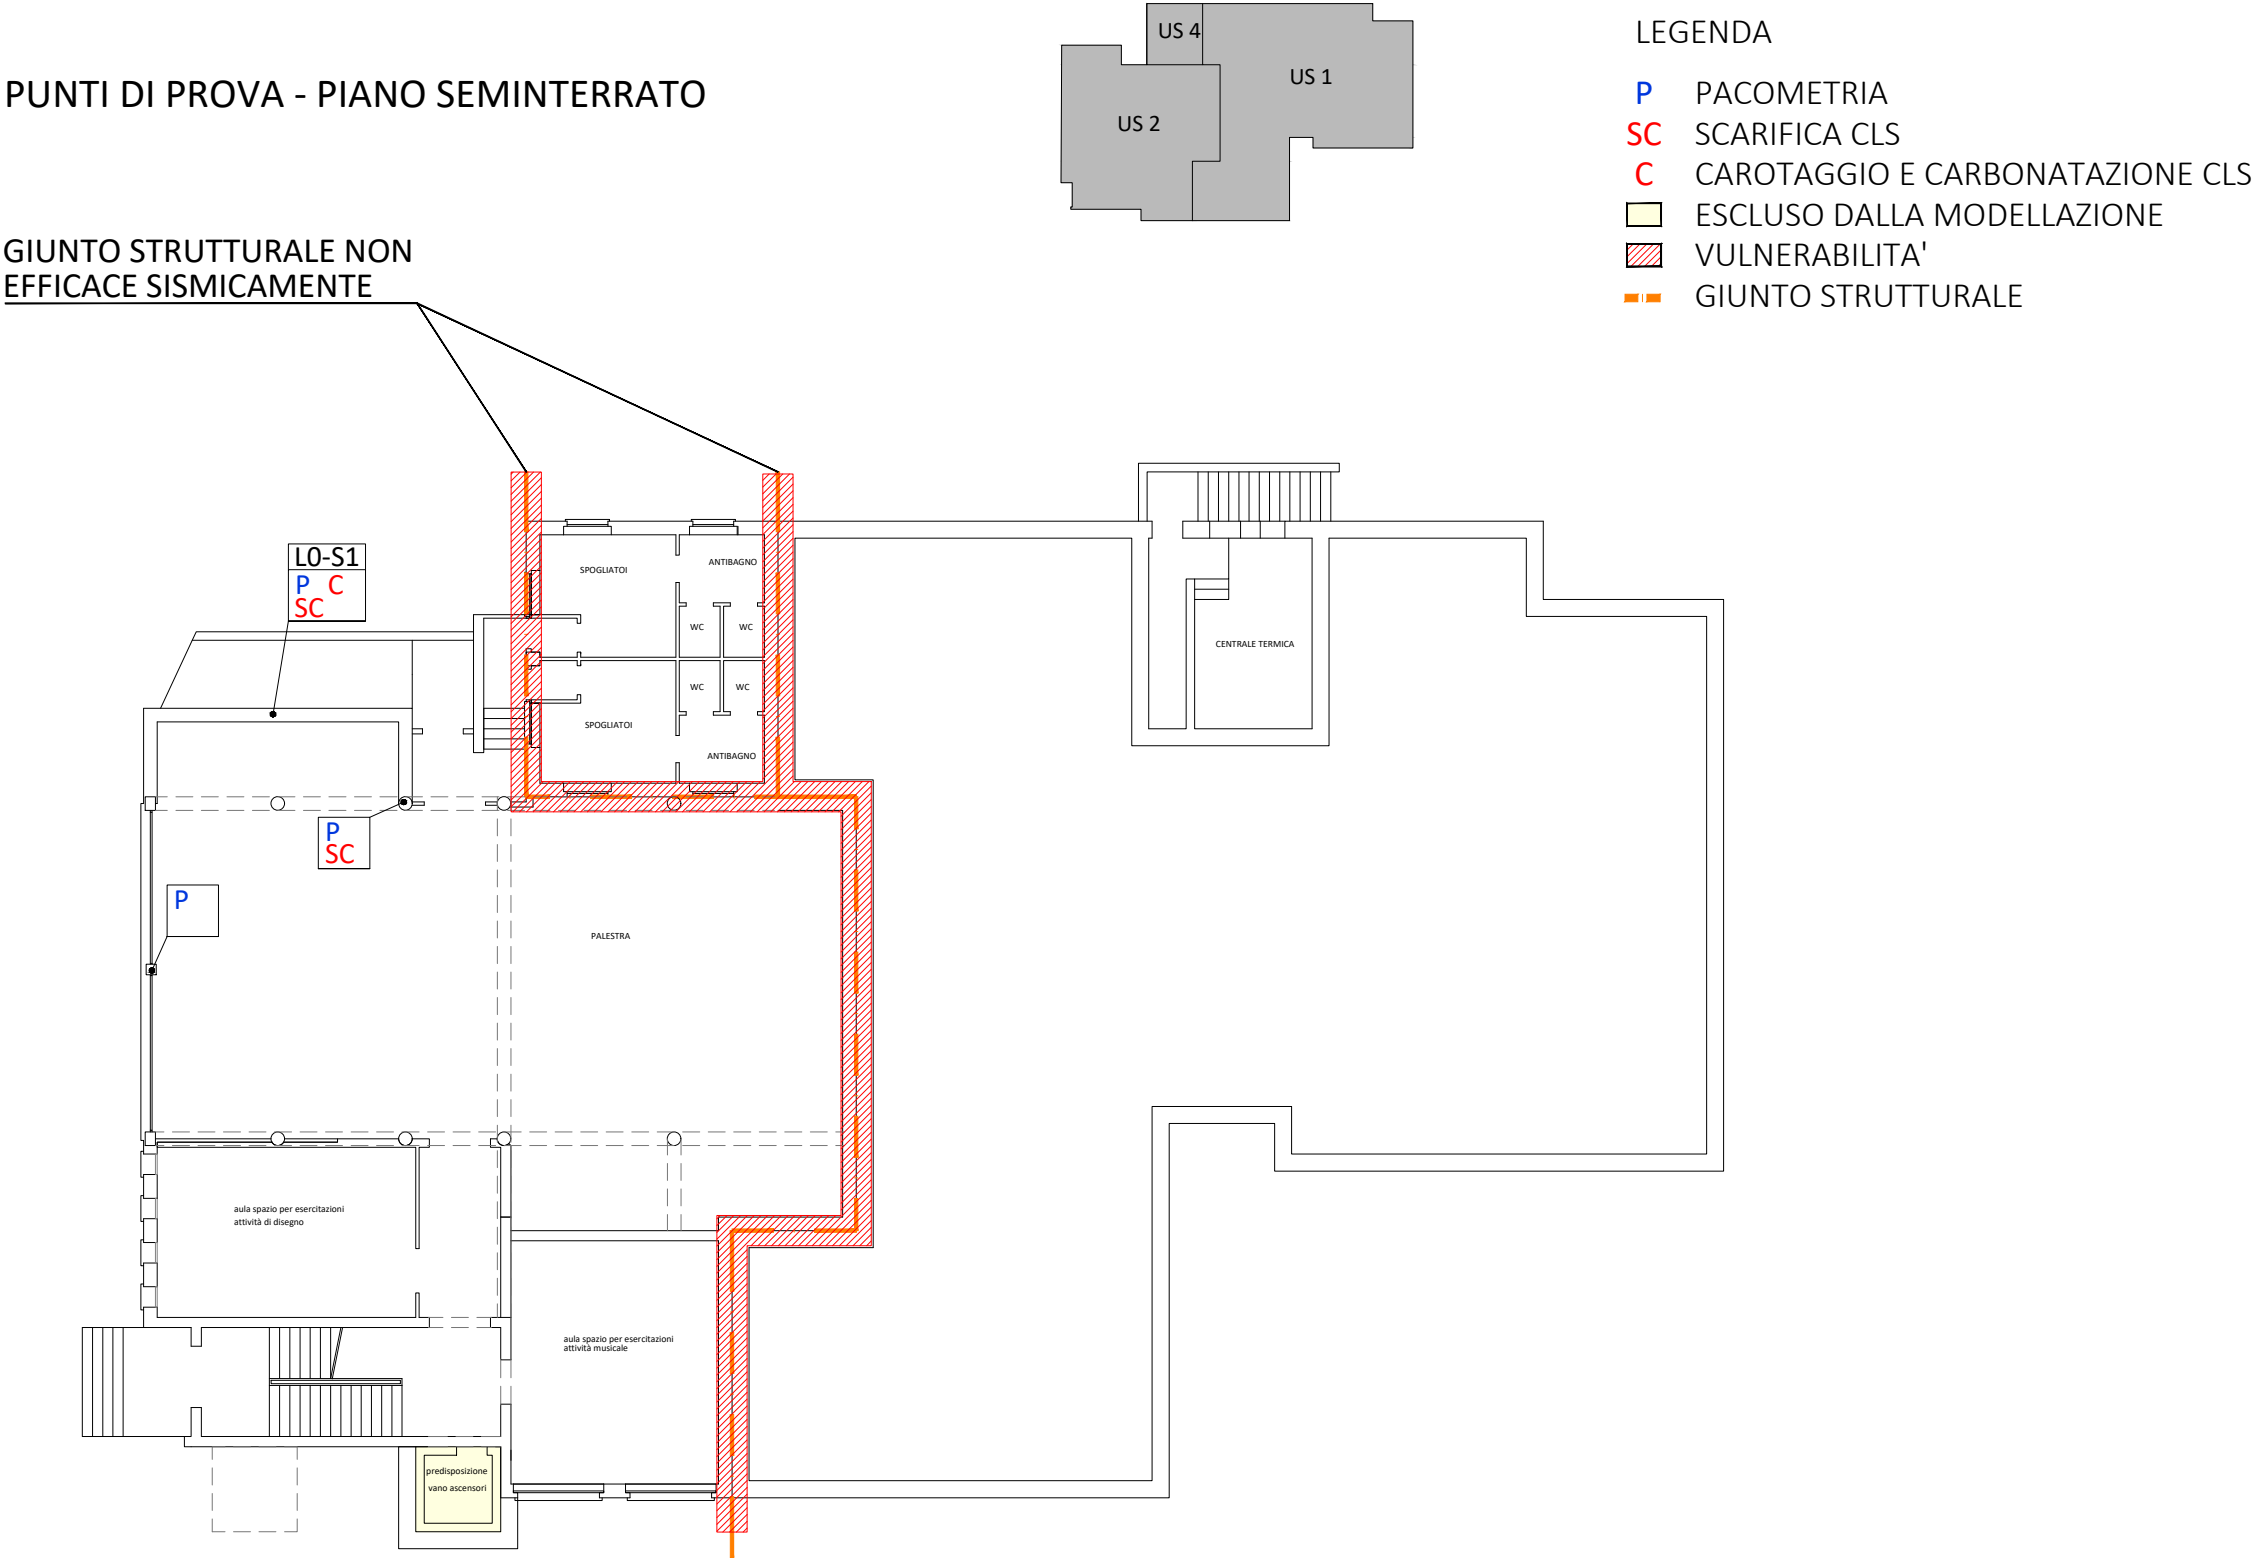 US 4
US 1
US 2
LEGENDA
P PACOMETRIA
SC SCARIFICA CLS
C CAROTAGGIO E CARBONATAZIONE CLS
ESCLUSO DALLA MODELLAZIONE
VULNERABILITA'
GIUNTO STRUTTURALE
PUNTI DI PROVA - PIANO SEMINTERRATO
GIUNTO STRUTTURALE NON
EFFICACE SISMICAMENTE
L0-S1
P C
SC
SPOGLIATOI
ANTIBAGNO
WC WC
CENTRALE TERMICA
WC WC
SPOGLIATOI
ANTIBAGNO
P
SC
P
PALESTRA
aula spazio per esercitazioni
attività di disegno
aula spazio per esercitazioni
attività musicale
predisposizione
vano ascensori